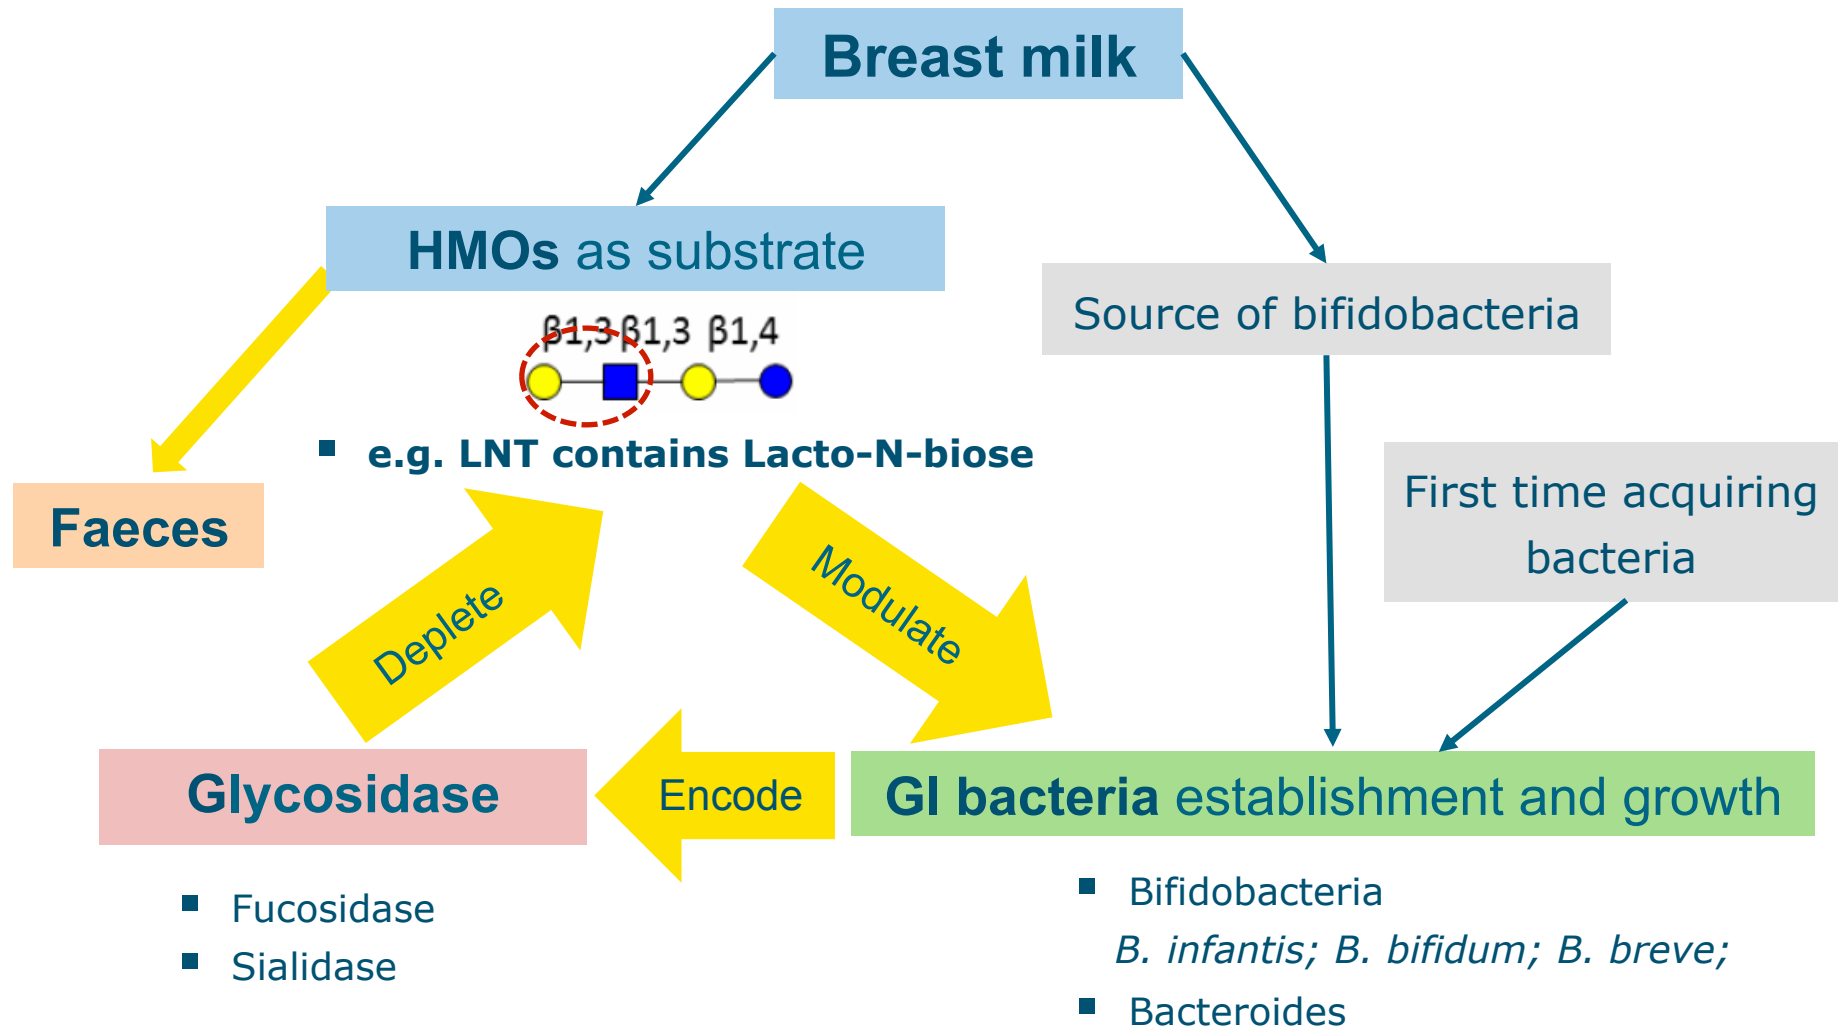 Breast milk
HMOs as substrate
β1,3 β1,3 β1,4
▪ e.g. LNT contains Lacto-N-biose
Source of bifidobacteria
First time acquiring
bacteria
Faeces
Deplete
Modulate
Glycosidase
Encode
GI bacteria establishment and growth
▪ Fucosidase
▪ Sialidase
▪ Bifidobacteria
B. infantis; B. bifidum; B. breve;
▪ Bacteroides